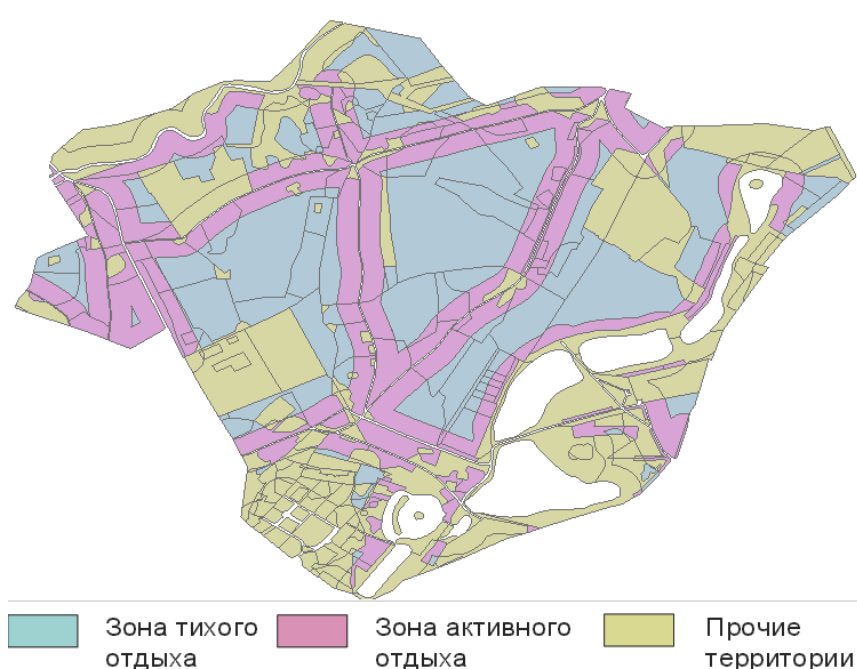 Зона тихого
отдыха
Зона активного
отдыха
Прочие
территории